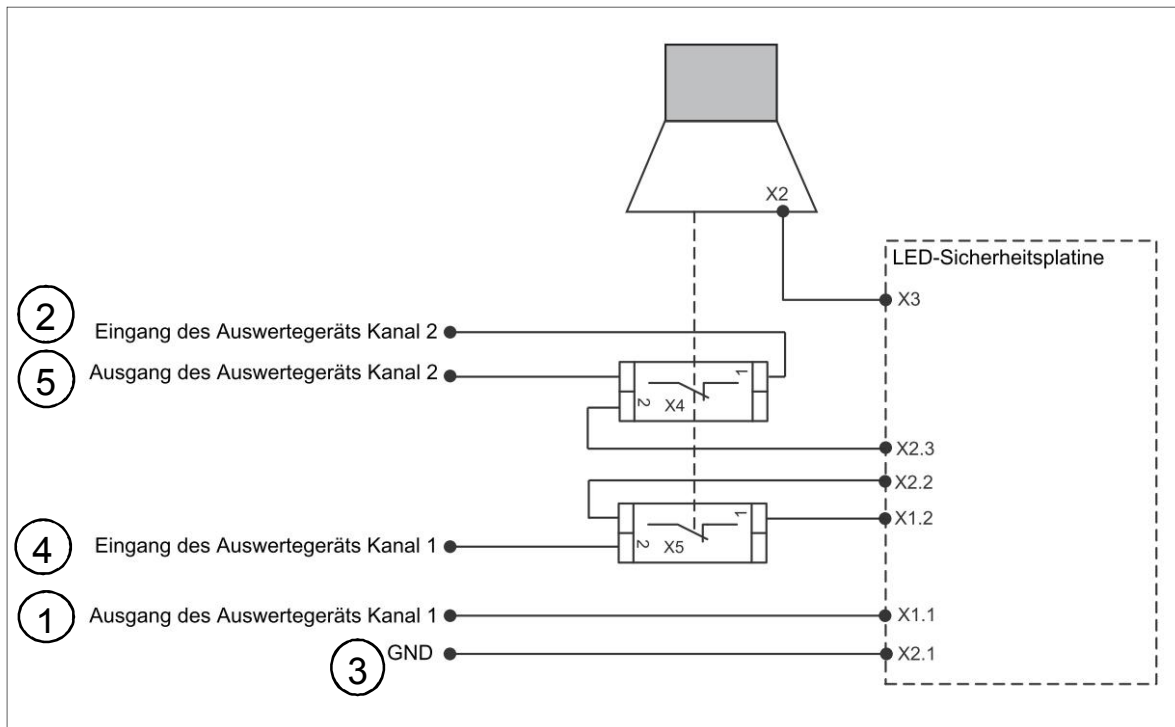 X2
LED-Sicherheitsplatine
X3
2 Eingang des Auswertegeräts Kanal 2
5 Ausgang des Auswertegeräts Kanal 2
1
2 X4
X2.3
X2.2
1
X1.2
4 Eingang des Auswertegeräts Kanal 1
2 X5
1 Ausgang des Auswertegeräts Kanal 1
X1.1
3 GND
X2.1